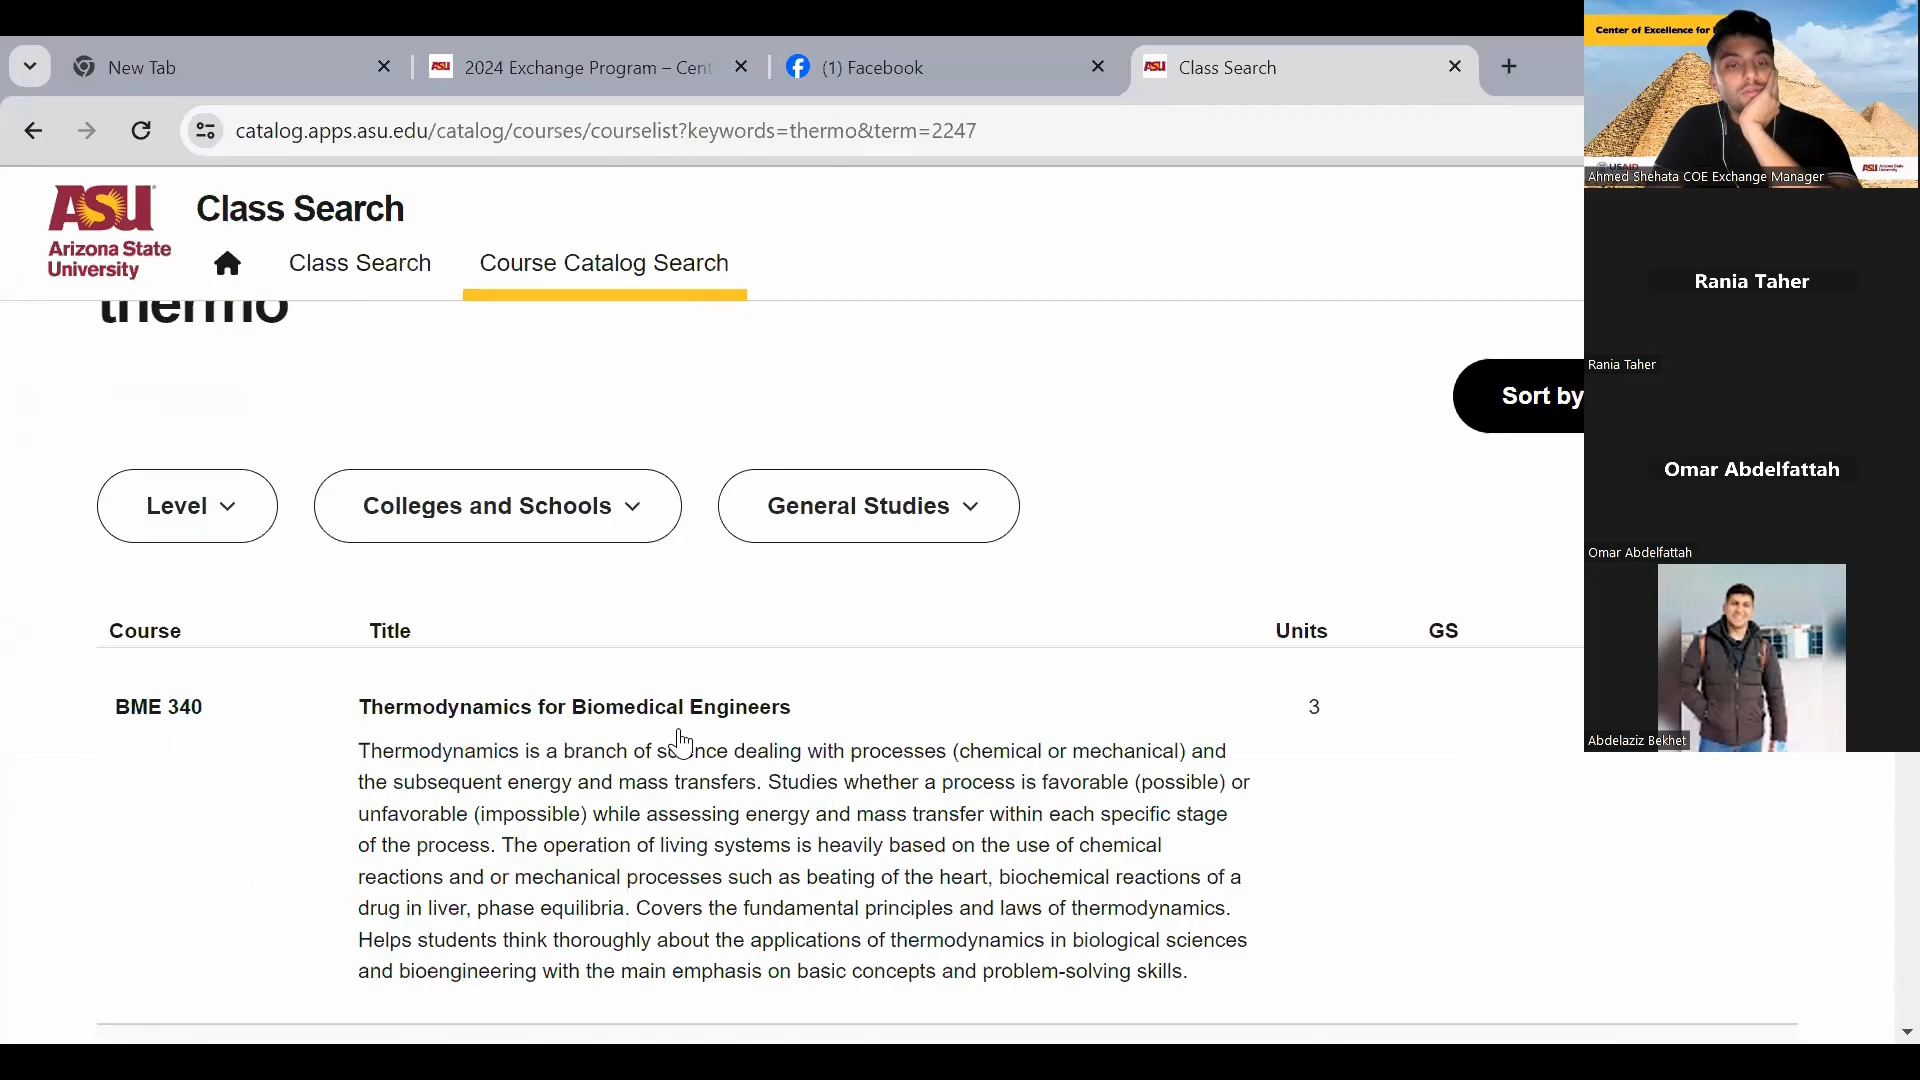 New Tab
2024 Exchange Program – Cent
(1) Facebook
Class Search
catalog.apps.asu.edu/catalog/courses/courselist?keywords=thermo&term=2247
ASU
Arizona State
University
Class Search
Class Search
Course Catalog Search
thermo
Sort by
Level
Colleges and Schools
General Studies
Course
Title
Units
GS
BME 340
Thermodynamics for Biomedical Engineers
3
Thermodynamics is a branch of science dealing with processes (chemical or mechanical) and
the subsequent energy and mass transfers. Studies whether a process is favorable (possible) or
unfavorable (impossible) while assessing energy and mass transfer within each specific stage
of the process. The operation of living systems is heavily based on the use of chemical
reactions and or mechanical processes such as beating of the heart, biochemical reactions of a
drug in liver, phase equilibria. Covers the fundamental principles and laws of thermodynamics.
Helps students think thoroughly about the applications of thermodynamics in biological sciences
and bioengineering with the main emphasis on basic concepts and problem-solving skills.
Center of Excellence for
USAID
ASU Arizona State University
Ahmed Shehata COE Exchange Manager
Rania Taher
Rania Taher
Omar Abdelfattah
Omar Abdelfattah
Abdelaziz Bekhet